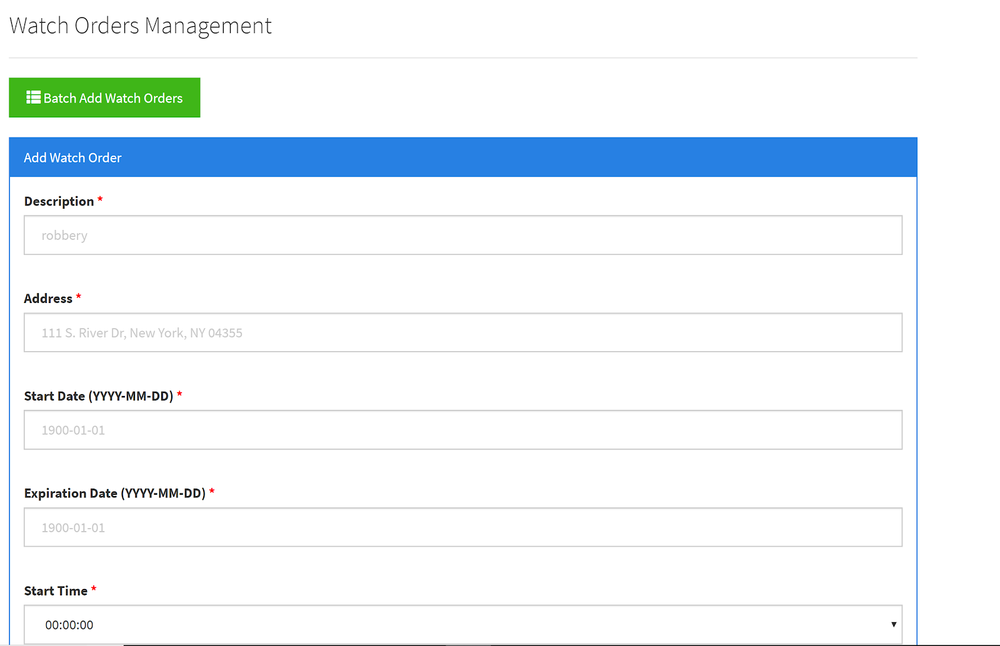 Watch Orders Management
Batch Add Watch Orders
Add Watch Order
Description *
robbery
Address *
111 S. River Dr, New York, NY 04355
Start Date (YYYY-MM-DD) *
1900-01-01
Expiration Date (YYYY-MM-DD) *
1900-01-01
Start Time *
00:00:00